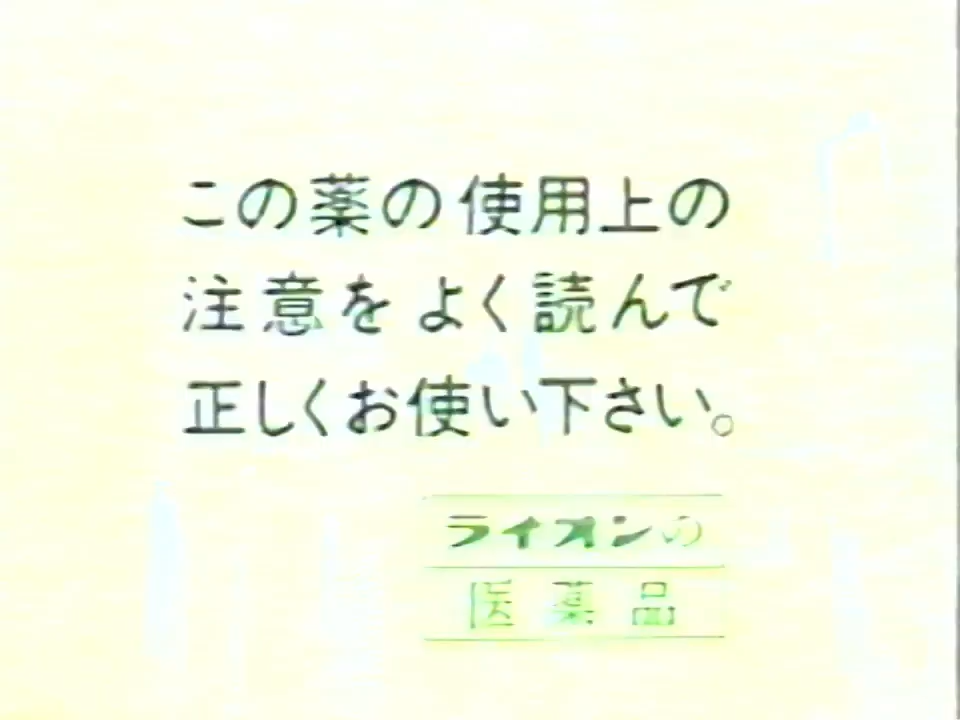 この薬の使用上の
注意をよく読んで
正しくお使い下さい。
ライオンの
医薬品